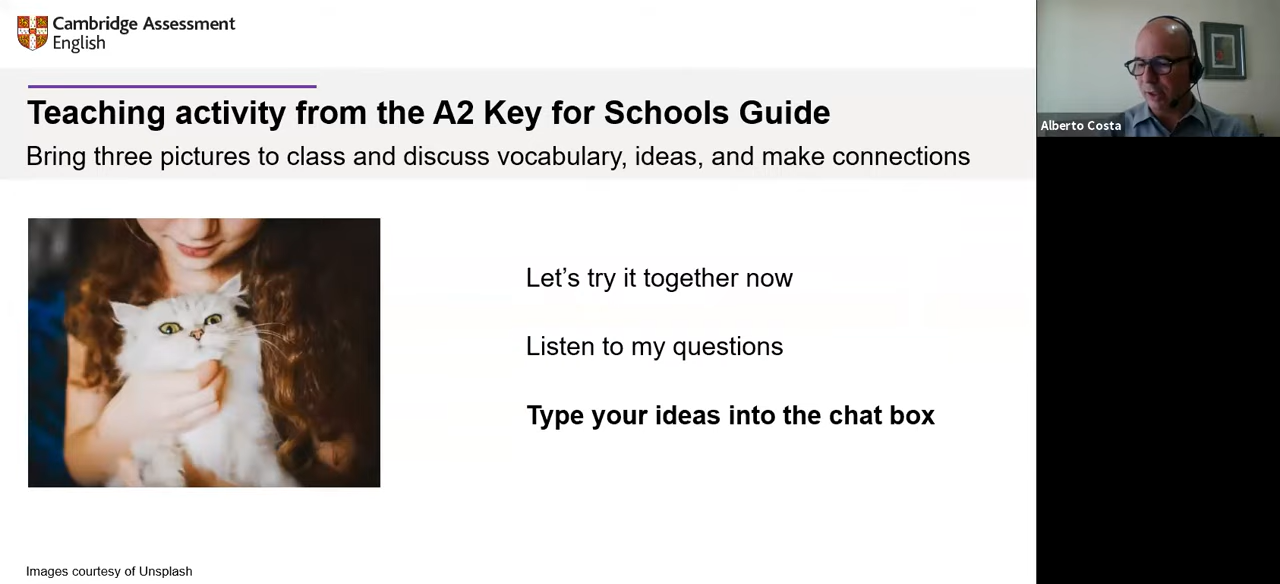 Cambridge Assessment
English
Teaching activity from the A2 Key for Schools Guide
Bring three pictures to class and discuss vocabulary, ideas, and make connections
Let’s try it together now
Listen to my questions
Type your ideas into the chat box
Images courtesy of Unsplash
Alberto Costa